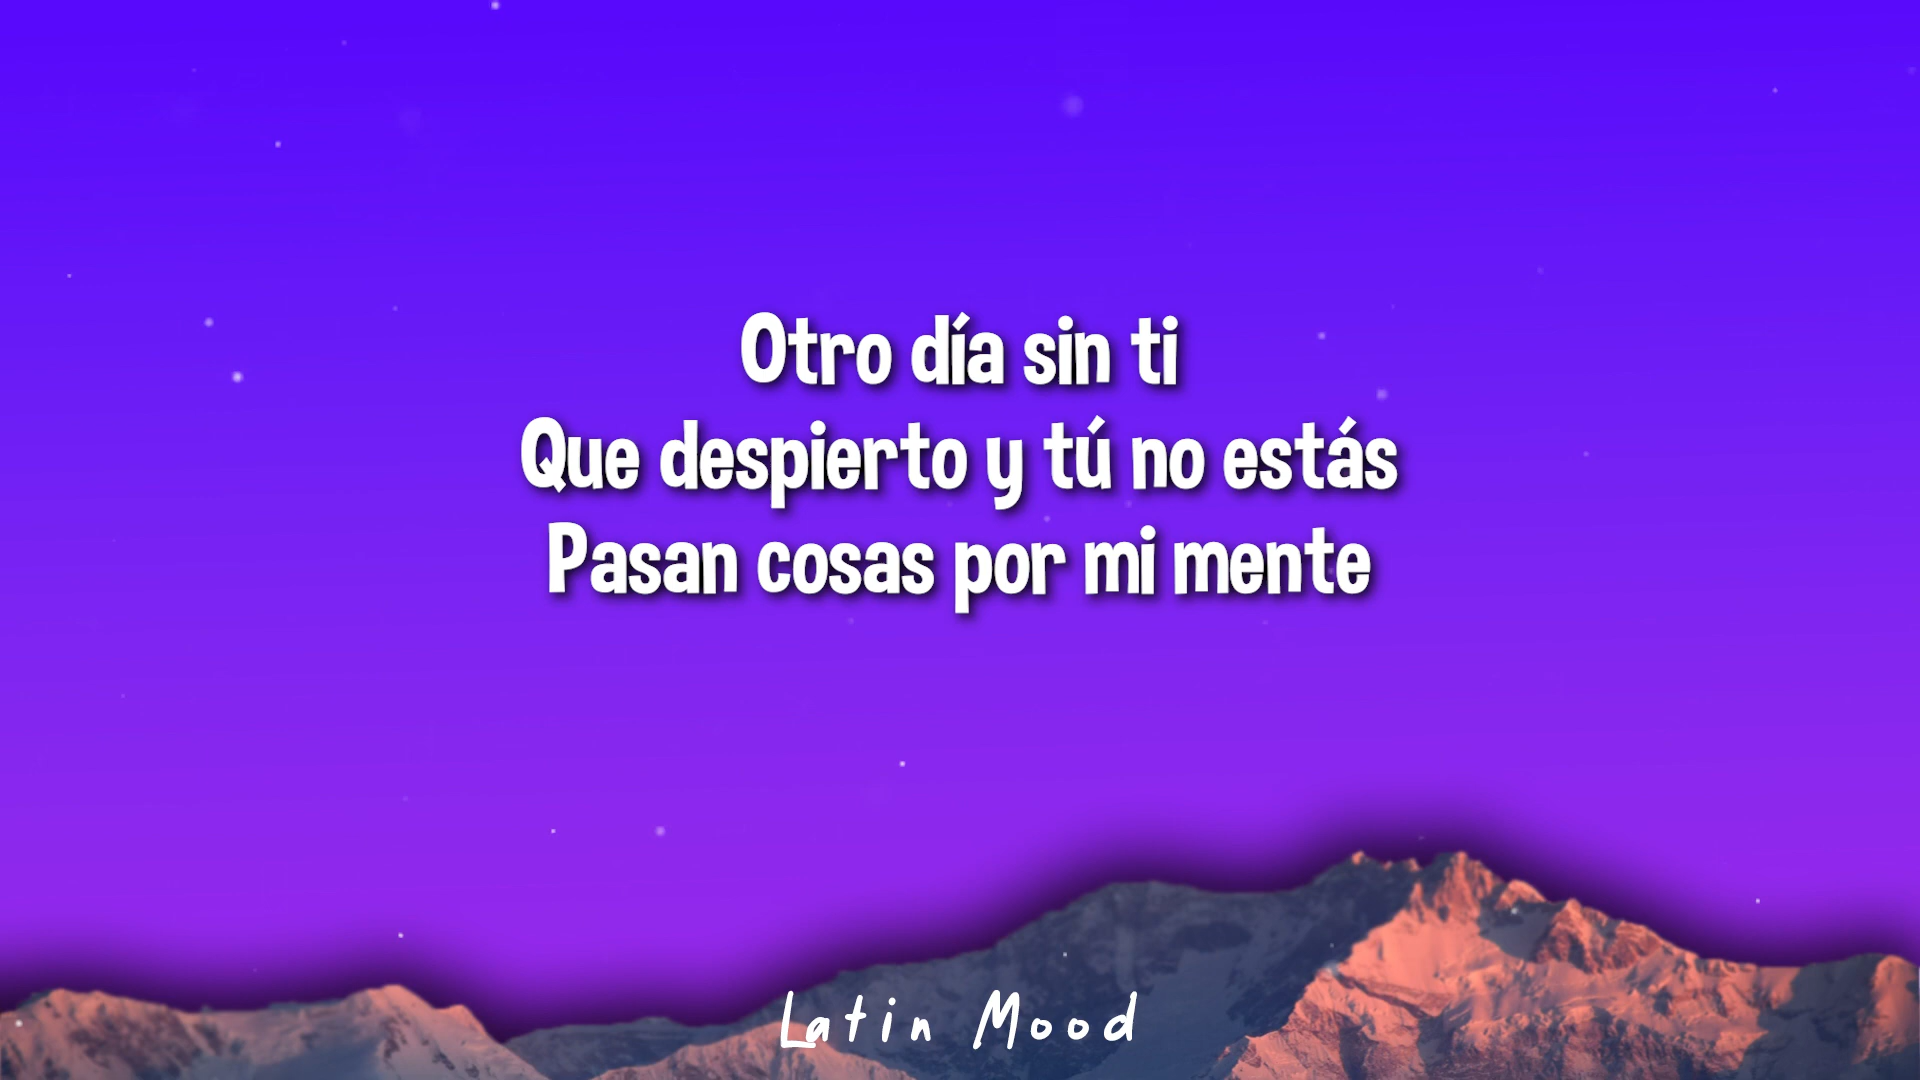 Otro día sin ti
Que despierto y tú no estás
Pasan cosas por mi mente
Latin Mood